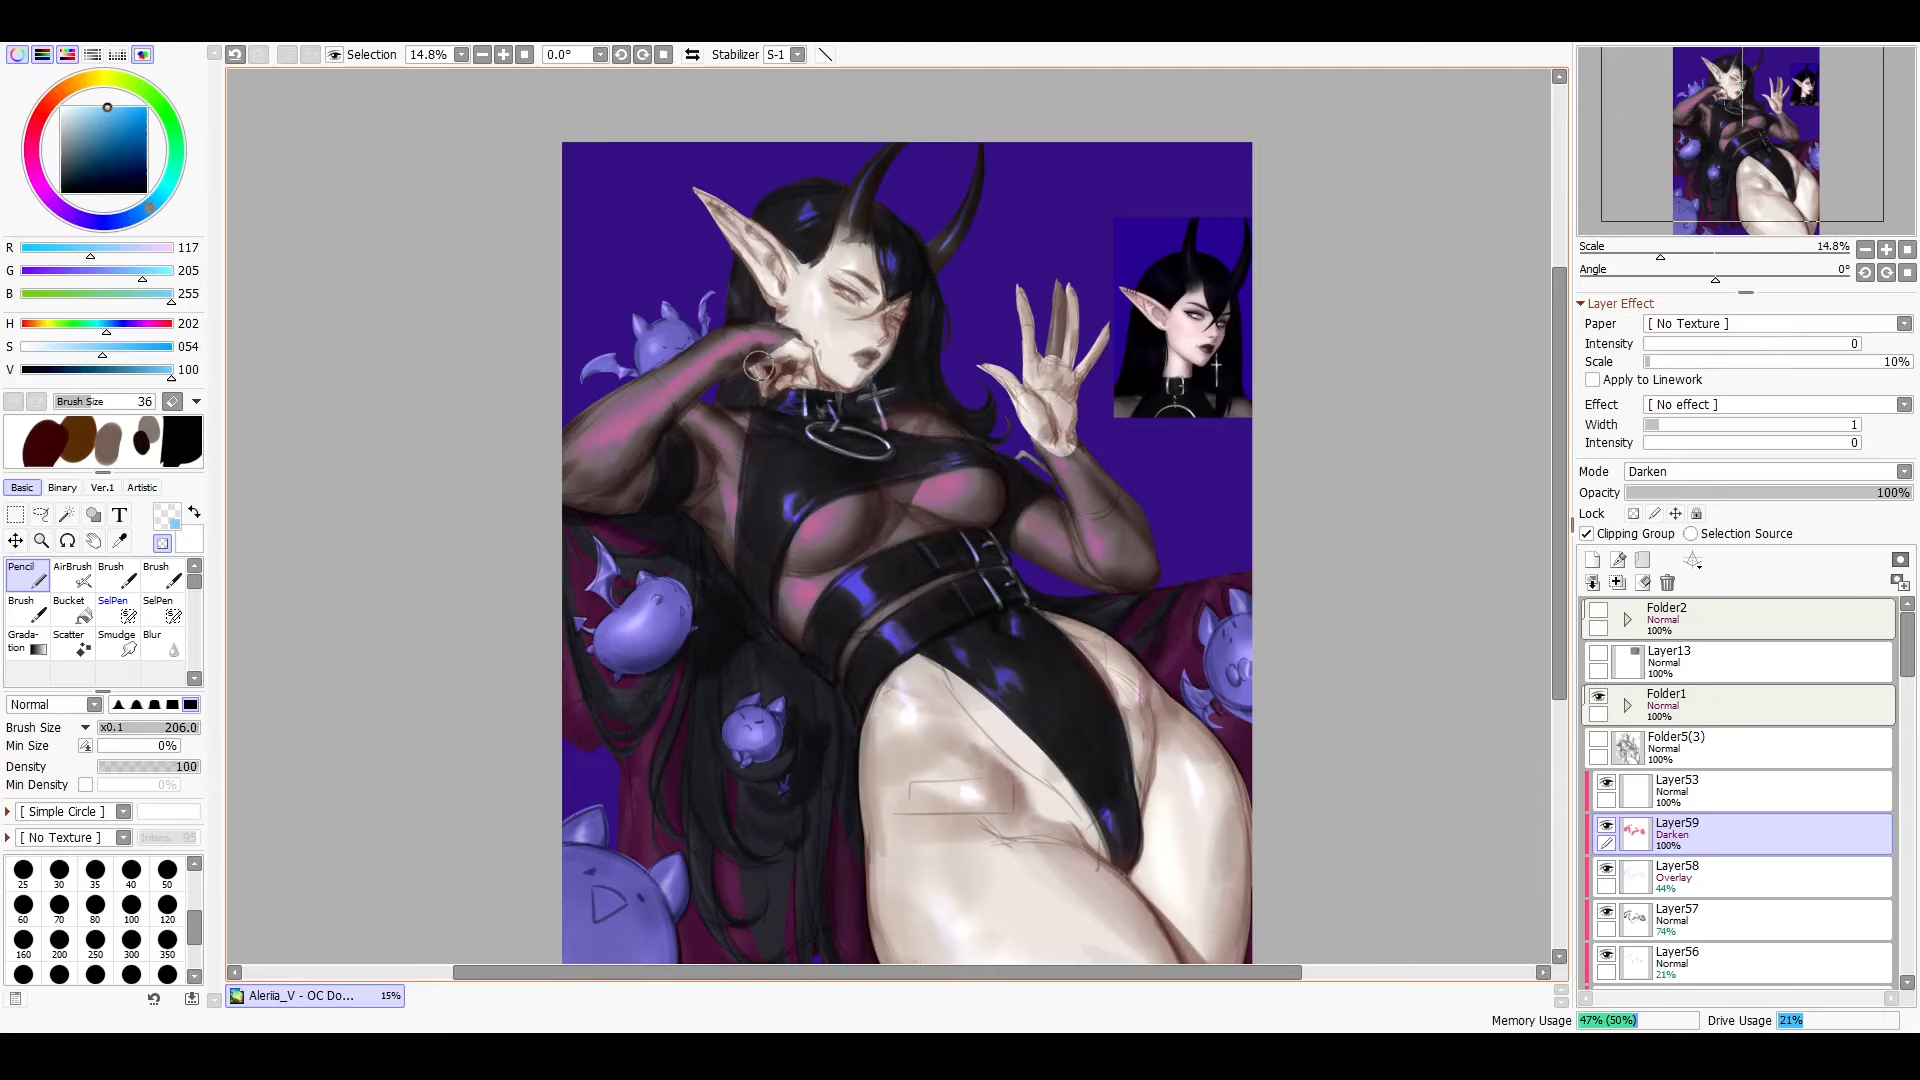 Selection 14.8% 0.0° Stabilizer S-1
R 117
G 205
B 255
H 202
S 054
V 100
Brush Size 36
Basic Binary Ver.1 Artistic
T
Pencil AirBrush Brush Brush
Brush Bucket SelPen SelPen
Grada-tion Scatter Smudge Blur
Normal
Brush Size x0.1 206.0
Min Size 0%
Density 100
Min Density 0%
[ Simple Circle ]
[ No Texture ] Intens. 95
25 30 35 40 50
60 70 80 100 120
160 200 250 300 350
Aleriia_V - OC Do... 15%
Scale 14.8%
Angle 0°
Layer Effect
Paper [ No Texture ]
Intensity 0
Scale 10%
Apply to Linework
Effect [ No effect ]
Width 1
Intensity 0
Mode Darken
Opacity 100%
Lock
Clipping Group Selection Source
Folder2
Normal
100%
Layer13
Normal
100%
Folder1
Normal
100%
Folder5(3)
Normal
100%
Layer53
Normal
100%
Layer59
Darken
100%
Layer58
Overlay
44%
Layer57
Normal
74%
Layer56
Normal
21%
Memory Usage 47% (50%) Drive Usage 21%